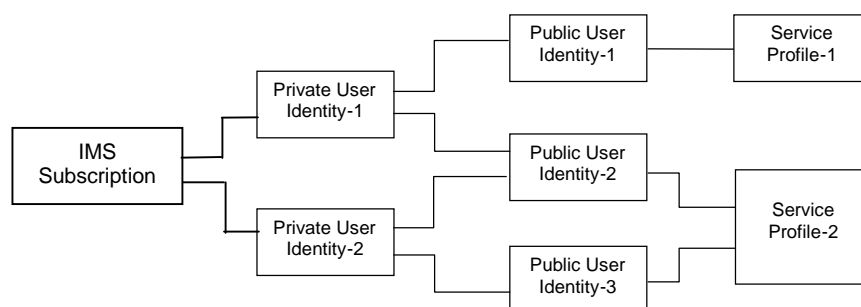 IMS
Subscription
Private User
Identity-1
Private User
Identity-2
Public User
Identity-1
Public User
Identity-2
Public User
Identity-3
Service
Profile-1
Service
Profile-2